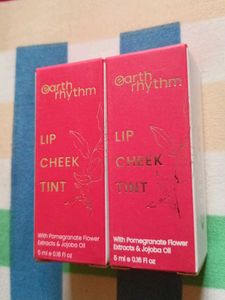 earth
rhythm
LIP
CHEEK
TINT
With Pomegranate Flower
Extracts & Jojoba Oil
5 ml e 0.16 fl oz
earth
rhythm
LIP
CHEEK
TINT
With Pomegranate Flower
Extracts & Jojoba Oil
5 ml e 0.16 fl oz